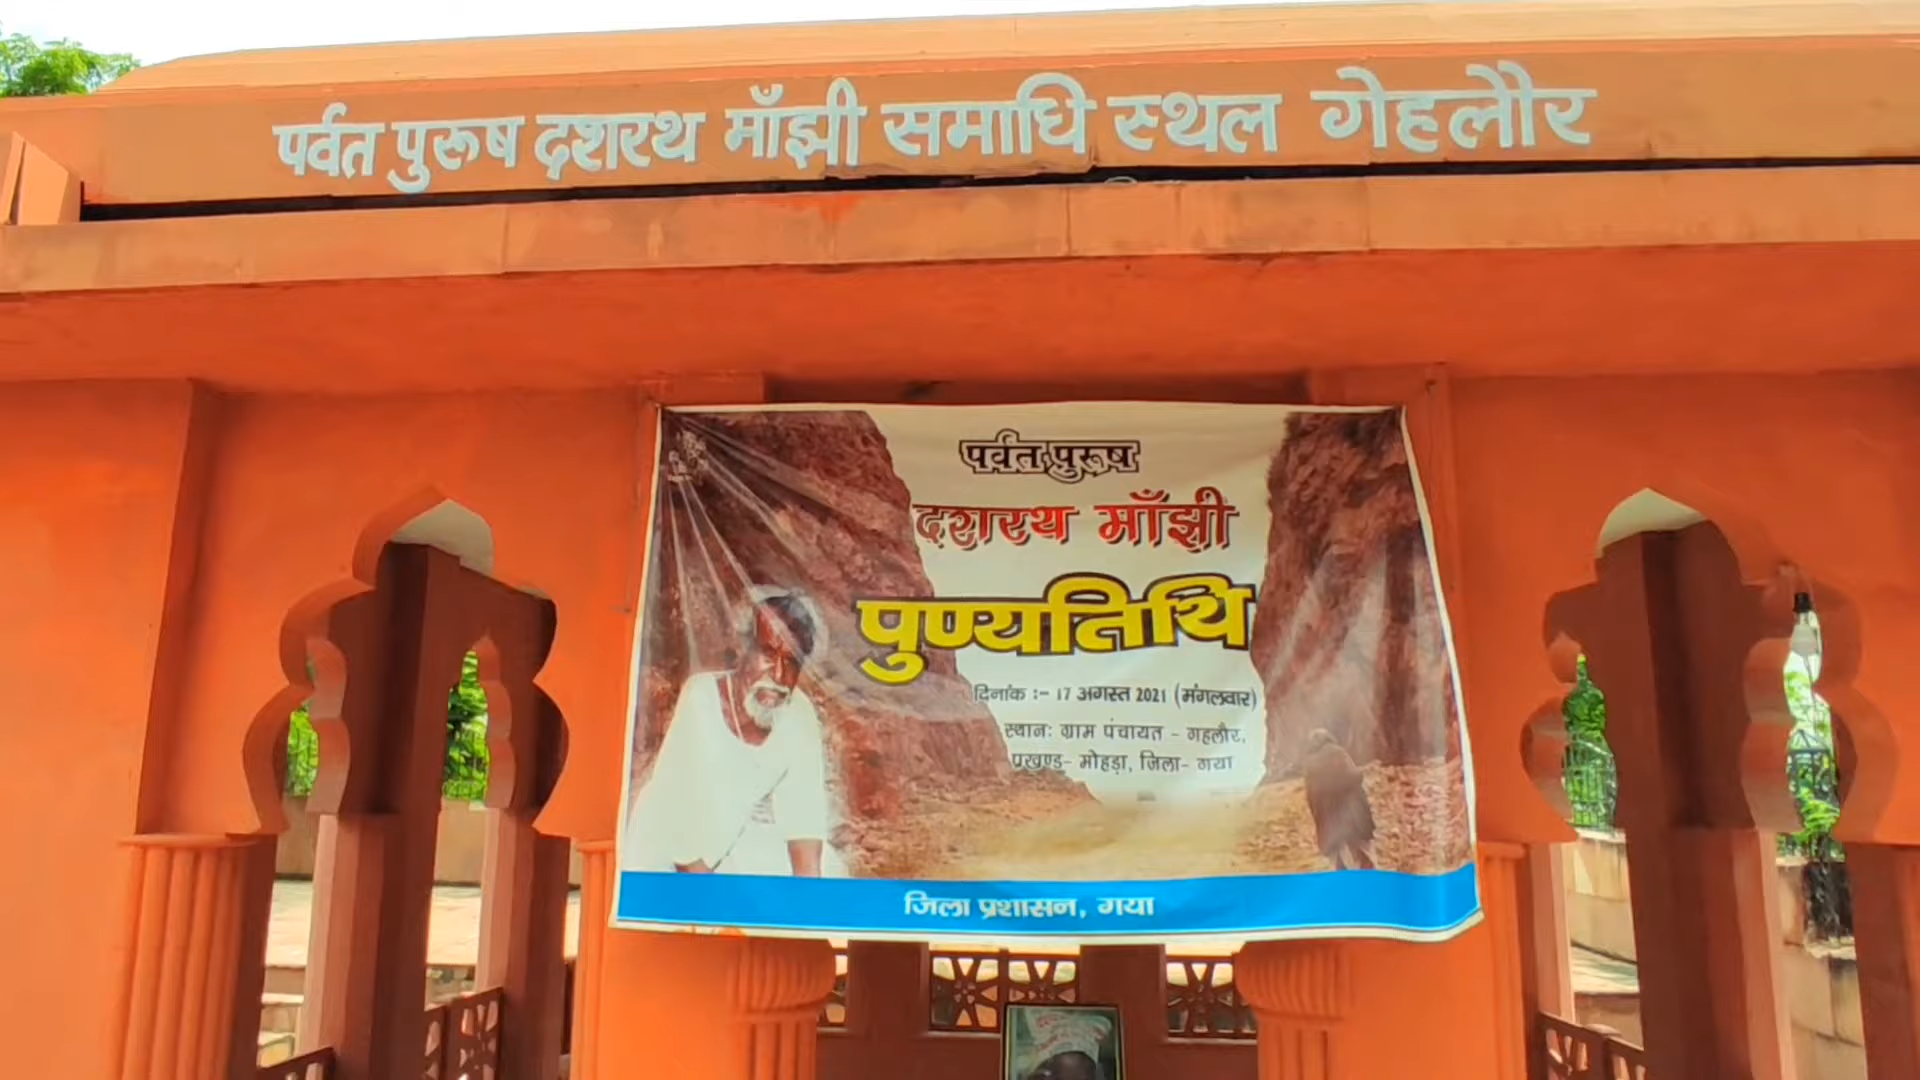 पर्वत पुरूष दशरथ माँझी समाधि स्थल गेहलौर
पर्वत पुरूष
दशरथ माँझी
पुण्यतिथि
दिनांक :- 17 अगस्त 2021 (मंगलवार)
स्थानः ग्राम पंचायत - गहलौर,
प्रखण्ड- मोहड़ा, जिला- गया
जिला प्रशासन, गया